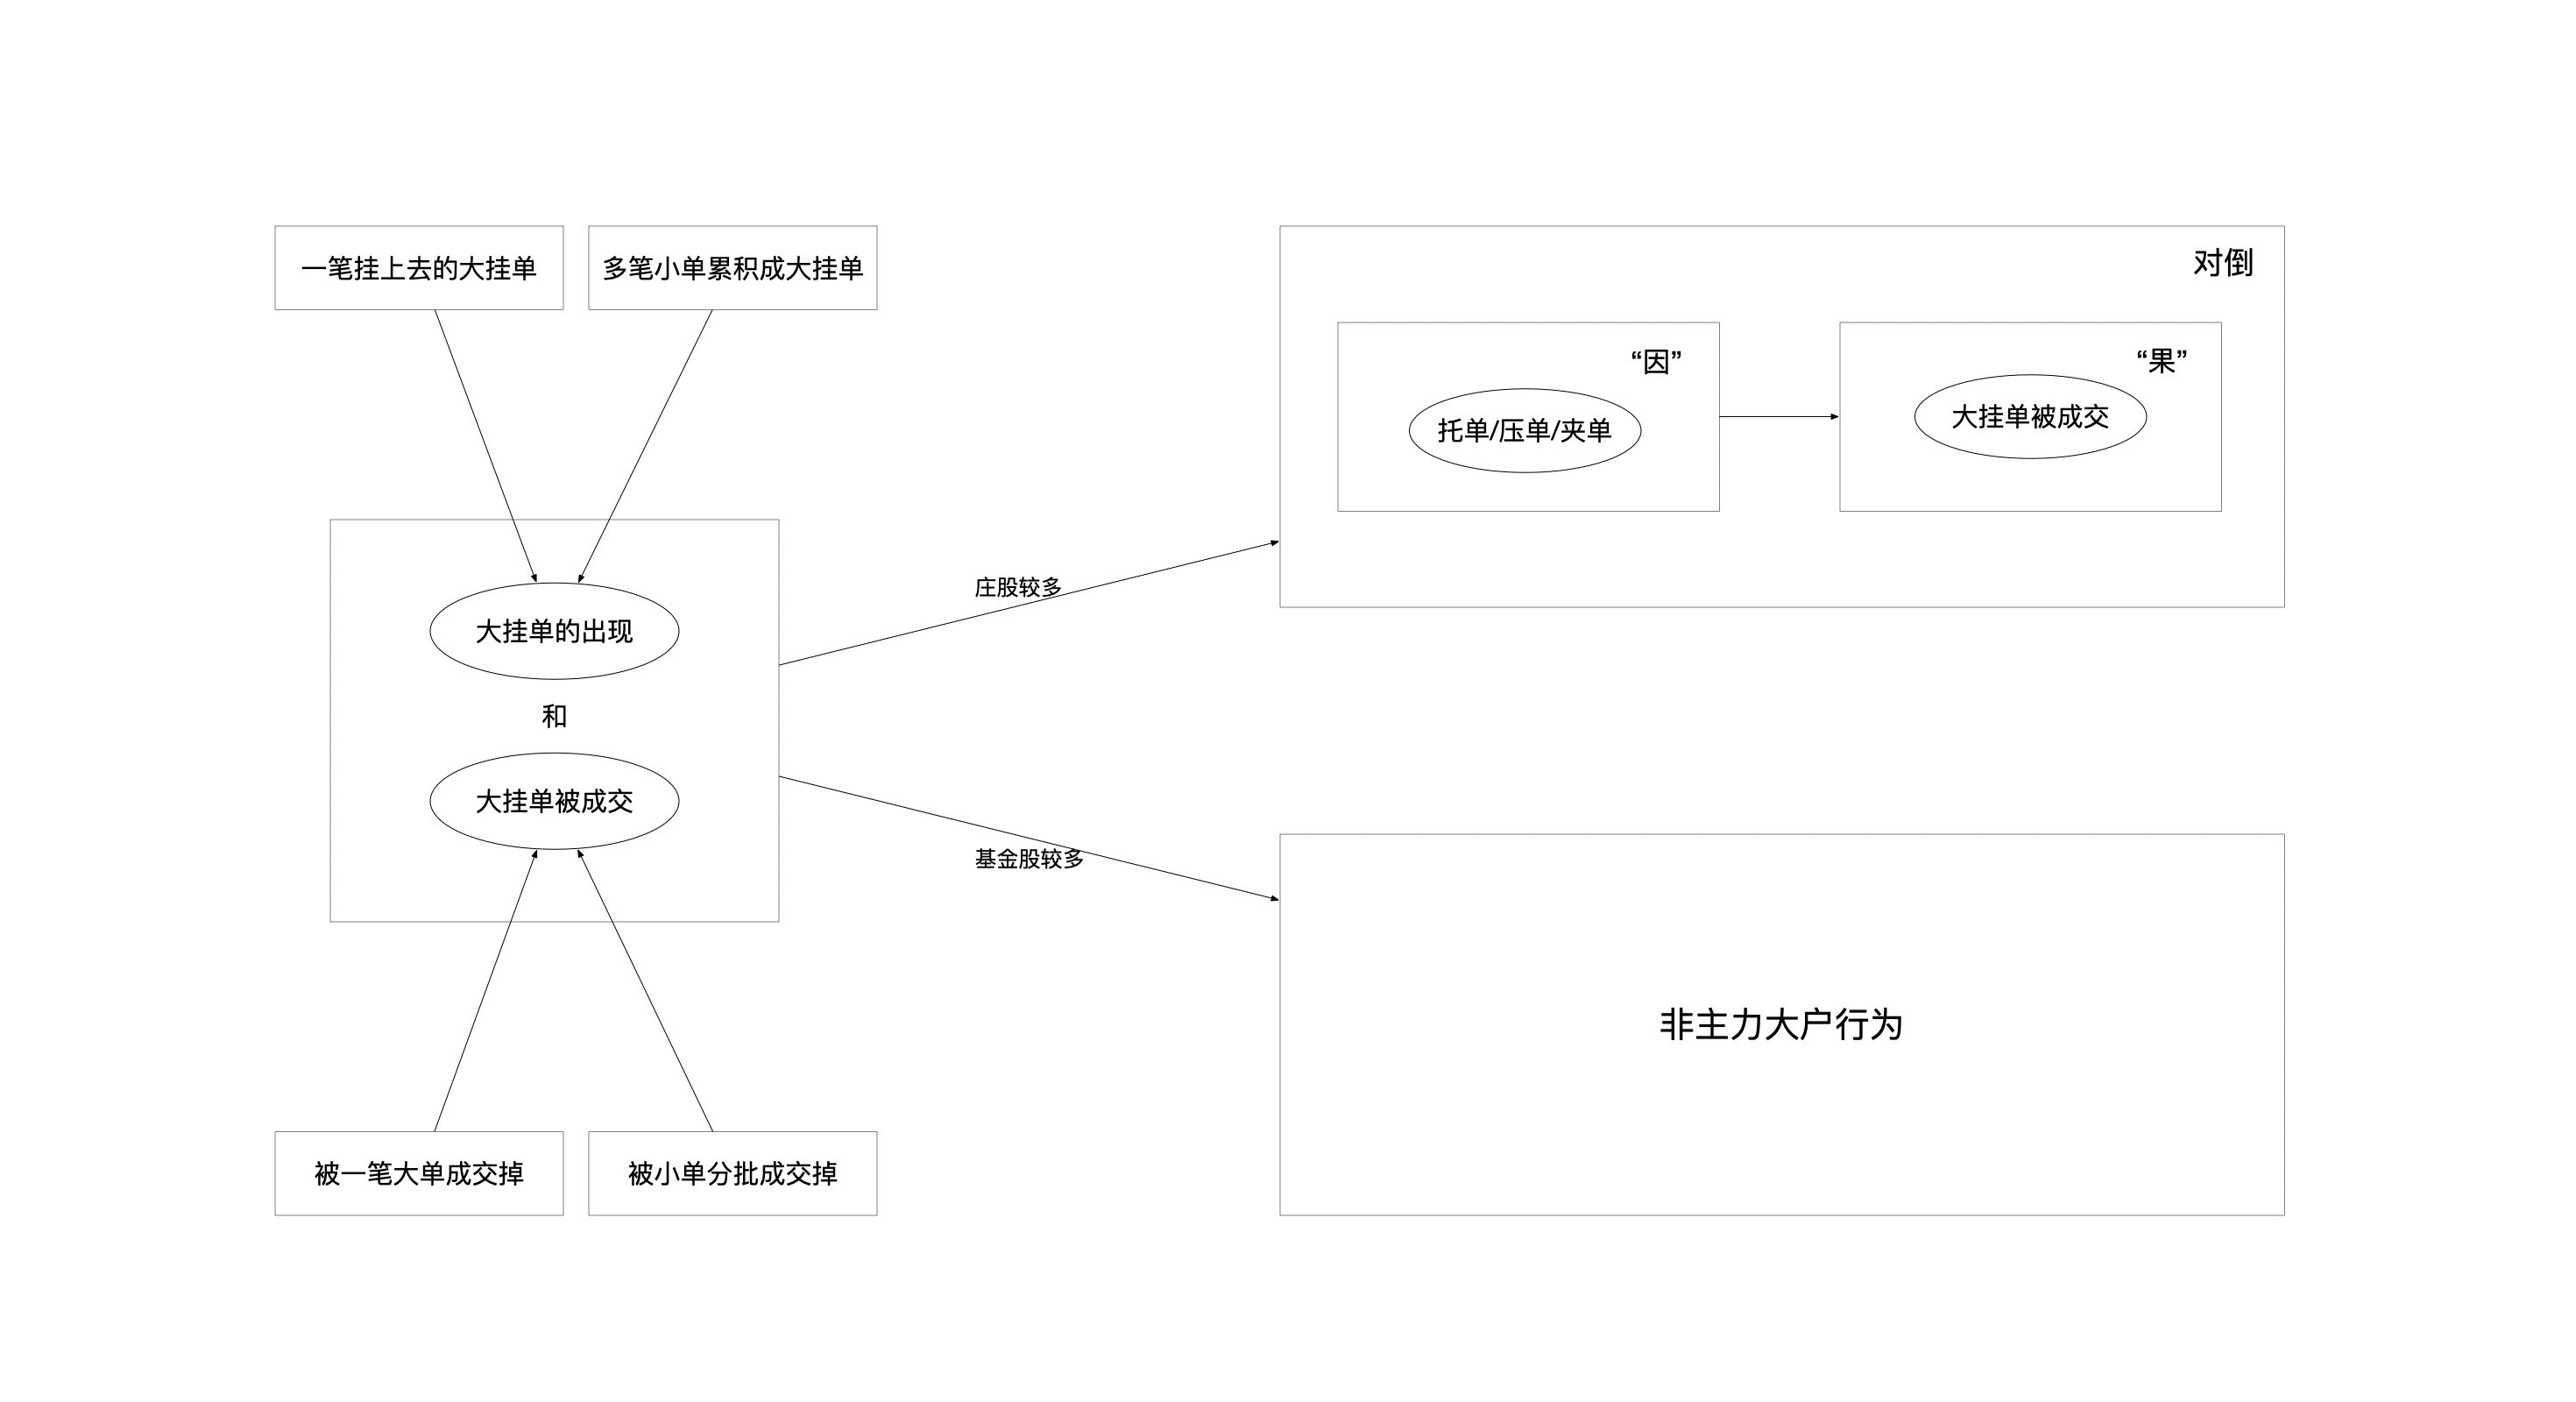 一笔挂上去的大挂单
多笔小单累积成大挂单
大挂单的出现
和
大挂单被成交
被一笔大单成交掉
被小单分批成交掉
庄股较多
基金股较多
对倒
“因”
托单/压单/夹单
“果”
大挂单被成交
非主力大户行为